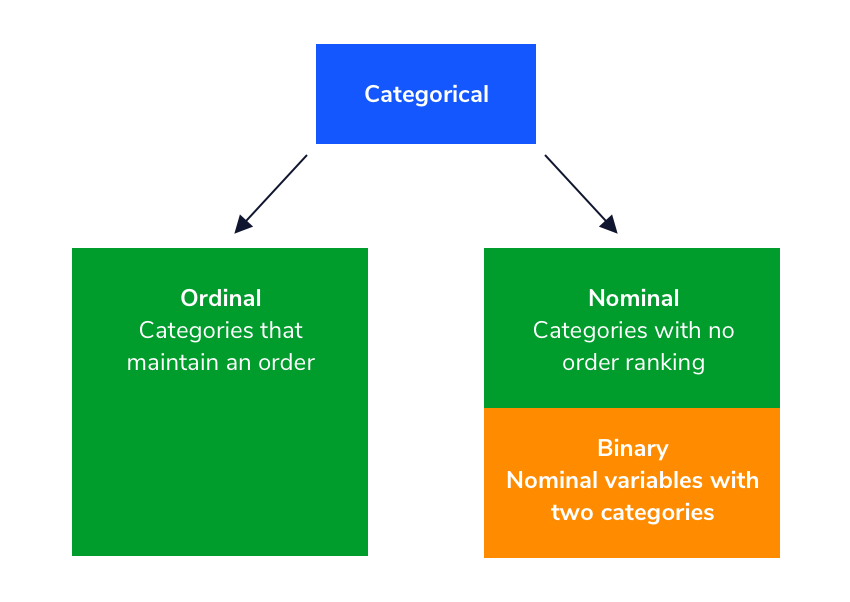 Categorical
Ordinal
Categories that
maintain an order
Nominal
Categories with no
order ranking
Binary
Nominal variables with
two categories